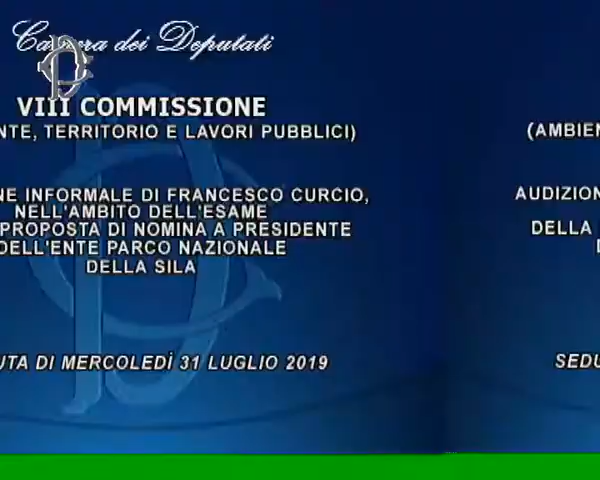 Camera dei Deputati
VIII COMMISSIONE
NTE, TERRITORIO E LAVORI PUBBLICI)
NE INFORMALE DI FRANCESCO CURCIO,
NELL'AMBITO DELL'ESAME
PROPOSTA DI NOMINA A PRESIDENTE
DELL'ENTE PARCO NAZIONALE
DELLA SILA
UTA DI MERCOLEDÌ 31 LUGLIO 2019
(AMBIEN
AUDIZION
DELLA
D
SEDU